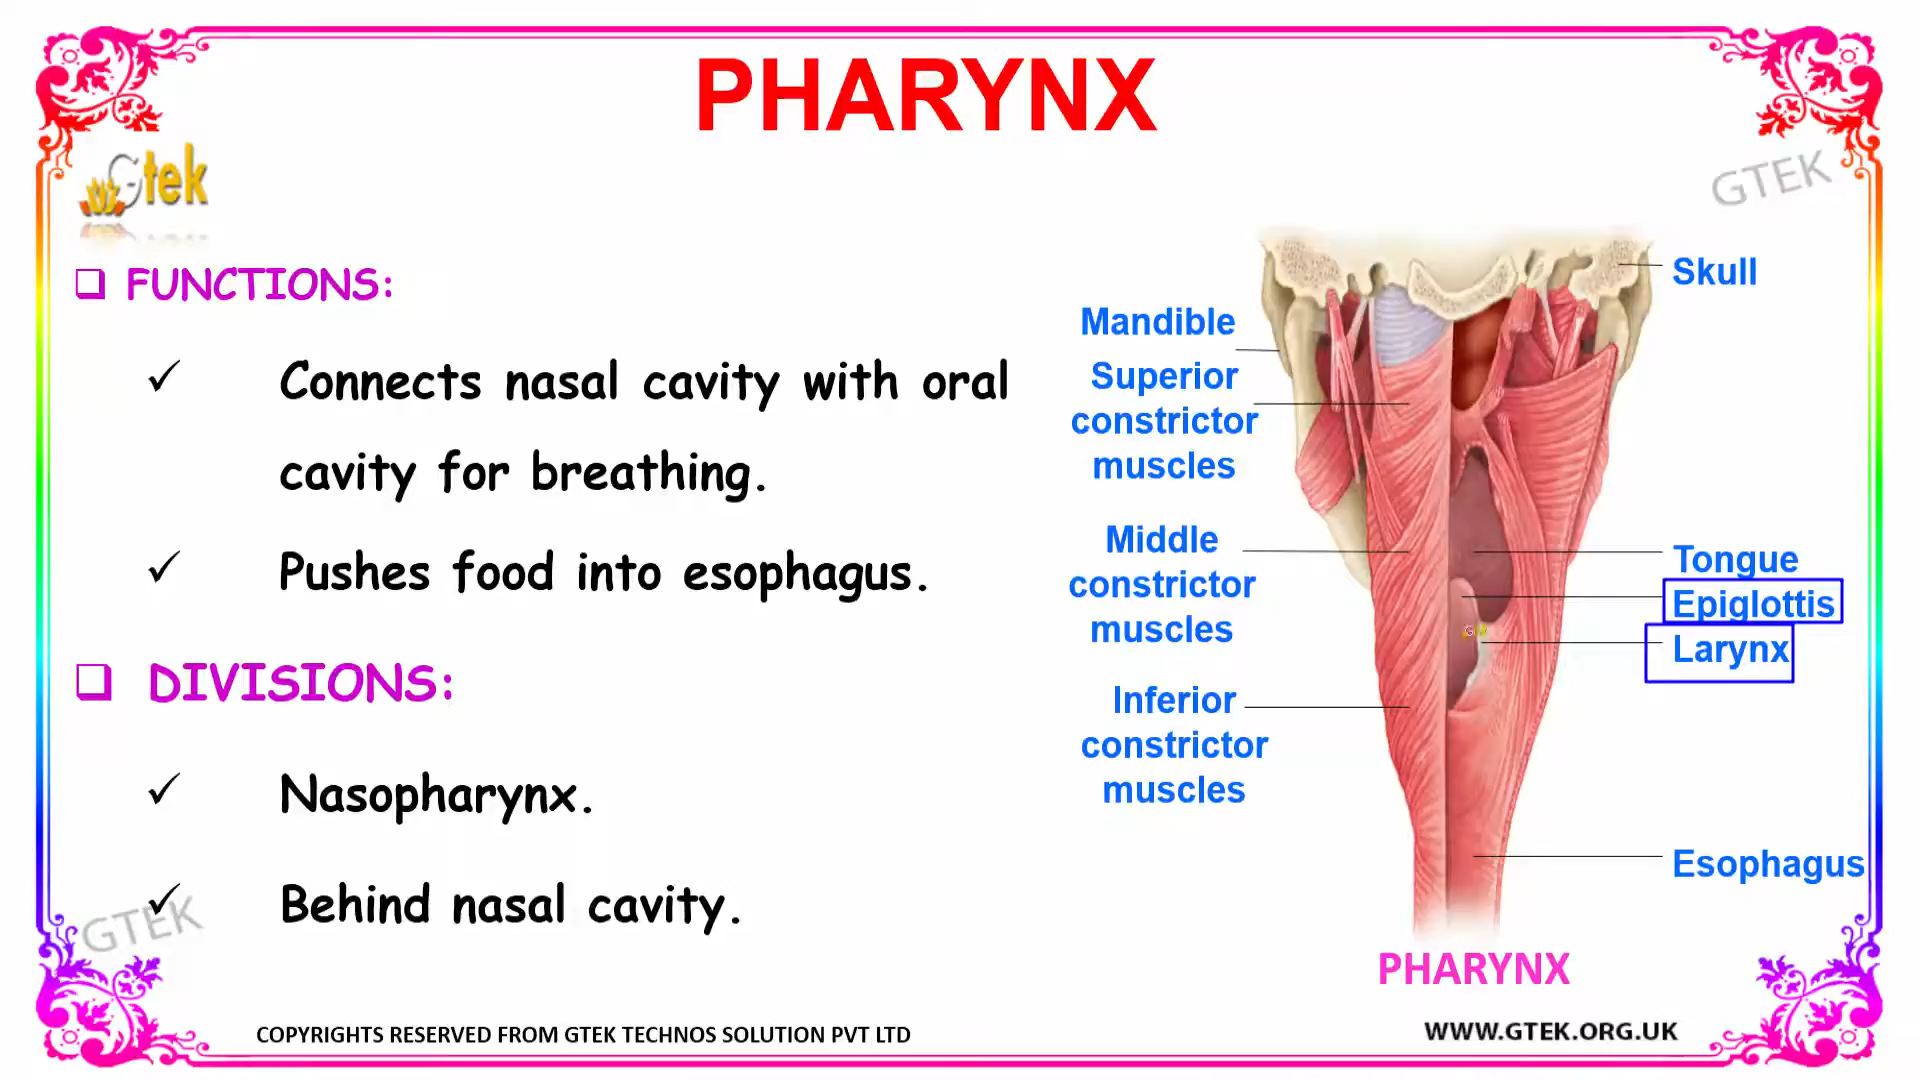 PHARYNX
Gtek
GTEK
FUNCTIONS:
Connects nasal cavity with oral
cavity for breathing.
Pushes food into esophagus.
DIVISIONS:
Nasopharynx.
Behind nasal cavity.
GTEK
Mandible
Superior
constrictor
muscles
Middle
constrictor
muscles
Inferior
constrictor
muscles
Skull
Tongue
Epiglottis
Larynx
Esophagus
PHARYNX
COPYRIGHTS RESERVED FROM GTEK TECHNOS SOLUTION PVT LTD
WWW.GTEK.ORG.UK